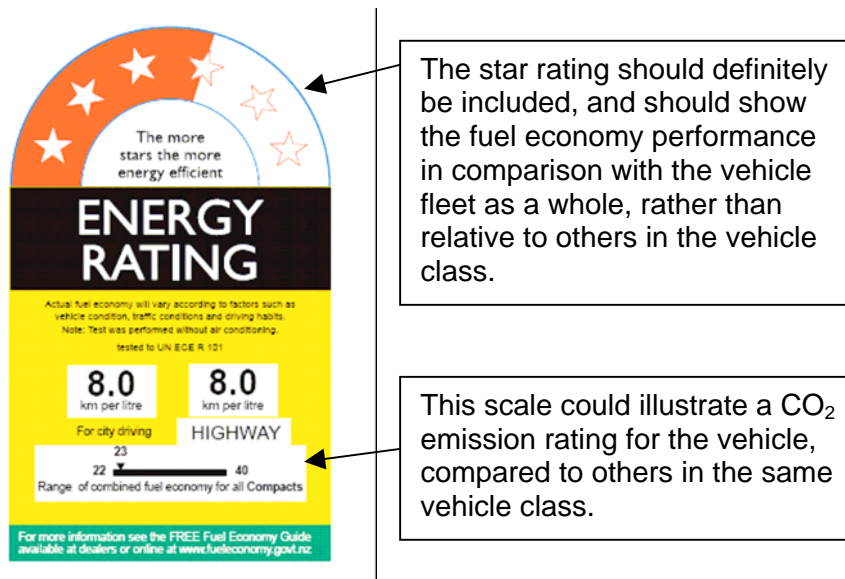 The more
stars the more
energy efficient
ENERGY
RATING
Actual fuel economy will vary according to factors such as
vehicle condition, traffic conditions and driving habits.
Note: Test was performed without air conditioning.
tested to UN ECE R 101
8.0
km per litre
8.0
km per litre
For city driving
HIGHWAY
23
22
40
Range of combined fuel economy for all Compacts
For more information see the FREE Fuel Economy Guide
available at dealers or online at www.fueleconomy.govt.nz
The star rating should definitely
be included, and should show
the fuel economy performance
in comparison with the vehicle
fleet as a whole, rather than
relative to others in the vehicle
class.
This scale could illustrate a CO₂
emission rating for the vehicle,
compared to others in the same
vehicle class.